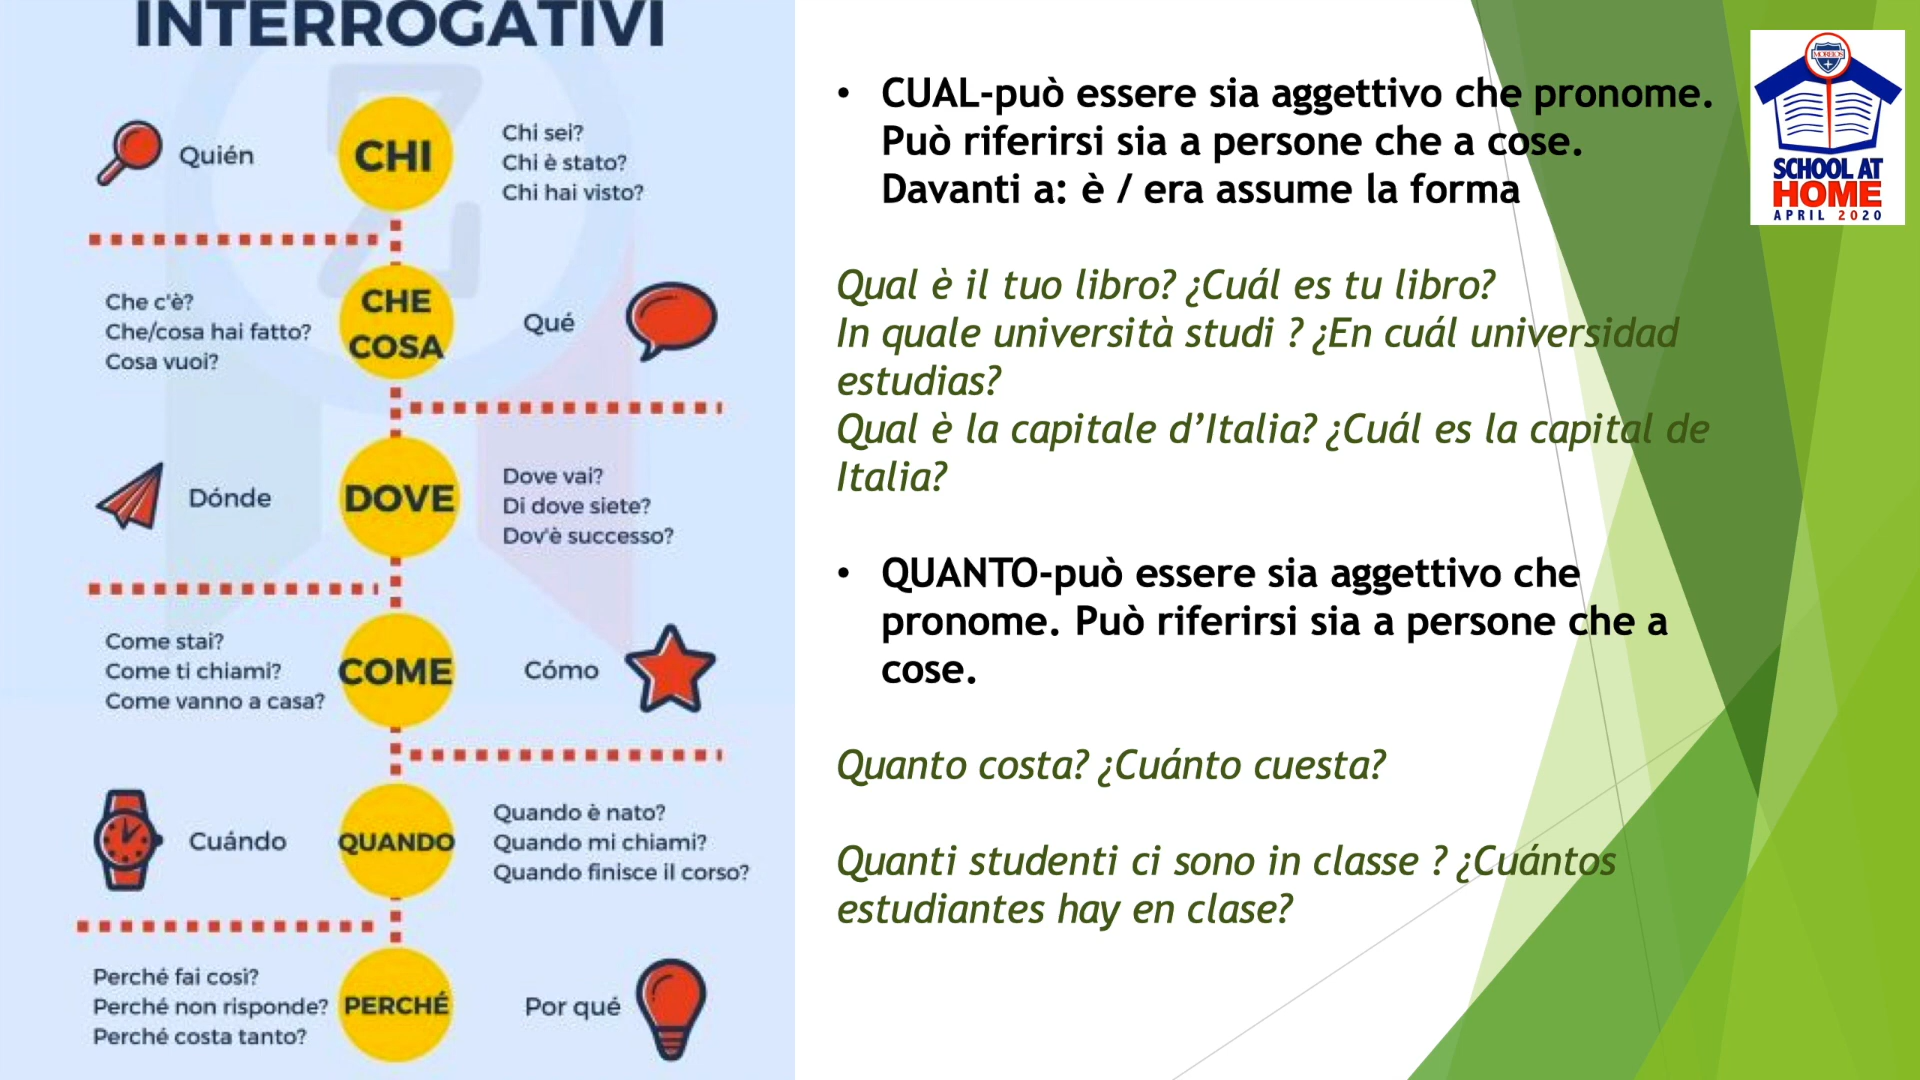 INTERROGATIVI
Quién
CHI
Chi sei?
Chi è stato?
Chi hai visto?
Che c'è?
Che/cosa hai fatto?
Cosa vuoi?
CHE
COSA
Qué
Dónde
DOVE
Dove vai?
Di dove siete?
Dov'è successo?
Come stai?
Come ti chiami?
Come vanno a casa?
COME
Cómo
Cuándo
QUANDO
Quando è nato?
Quando mi chiami?
Quando finisce il corso?
Perché fai così?
Perché non risponde?
Perché costa tanto?
PERCHÉ
Por qué
• CUAL-può essere sia aggettivo che pronome.
Può riferirsi sia a persone che a cose.
Davanti a: è / era assume la forma
Qual è il tuo libro? ¿Cuál es tu libro?
In quale università studi ? ¿En cuál universidad
estudias?
Qual è la capitale d’Italia? ¿Cuál es la capital de
Italia?
• QUANTO-può essere sia aggettivo che
pronome. Può riferirsi sia a persone che a
cose.
Quanto costa? ¿Cuánto cuesta?
Quanti studenti ci sono in classe ? ¿Cuántos
estudiantes hay en clase?
MORELOS
SCHOOL AT
HOME
APRIL 2020